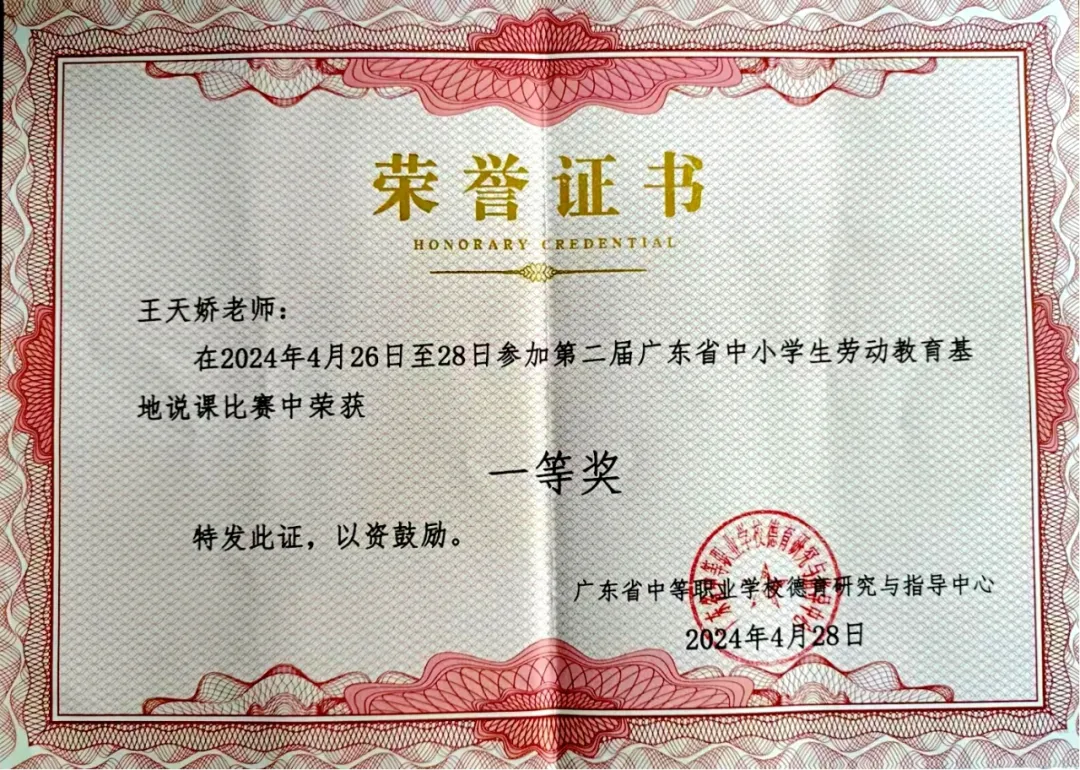 荣誉证书
HONORARY CREDENTIAL
王天娇老师：
在2024年4月26日至28日参加第二届广东省中小学生劳动教育基
地说课比赛中荣获
一等奖
特发此证，以资鼓励。
广东省中等职业学校德育研究与指导中心
2024年4月28日